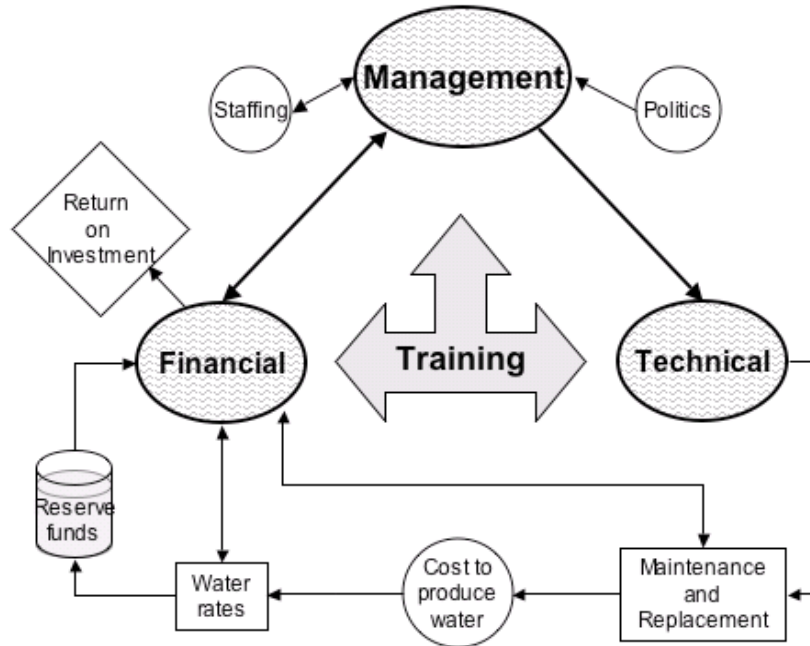 Management
Staffing
Politics
Return
on
Investment
Financial
Training
Technical
Reserve
funds
Water
rates
Cost to
produce
water
Maintenance
and
Replacement